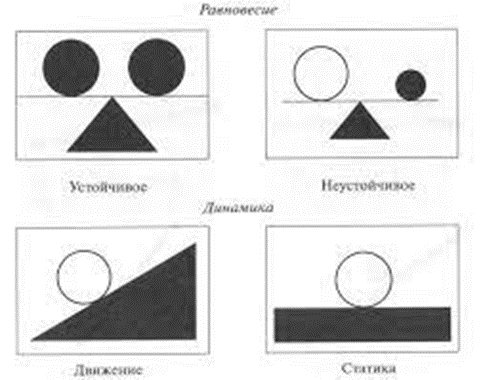 Равновесие
Устойчивое
Неустойчивое
Динамика
Движение
Статика